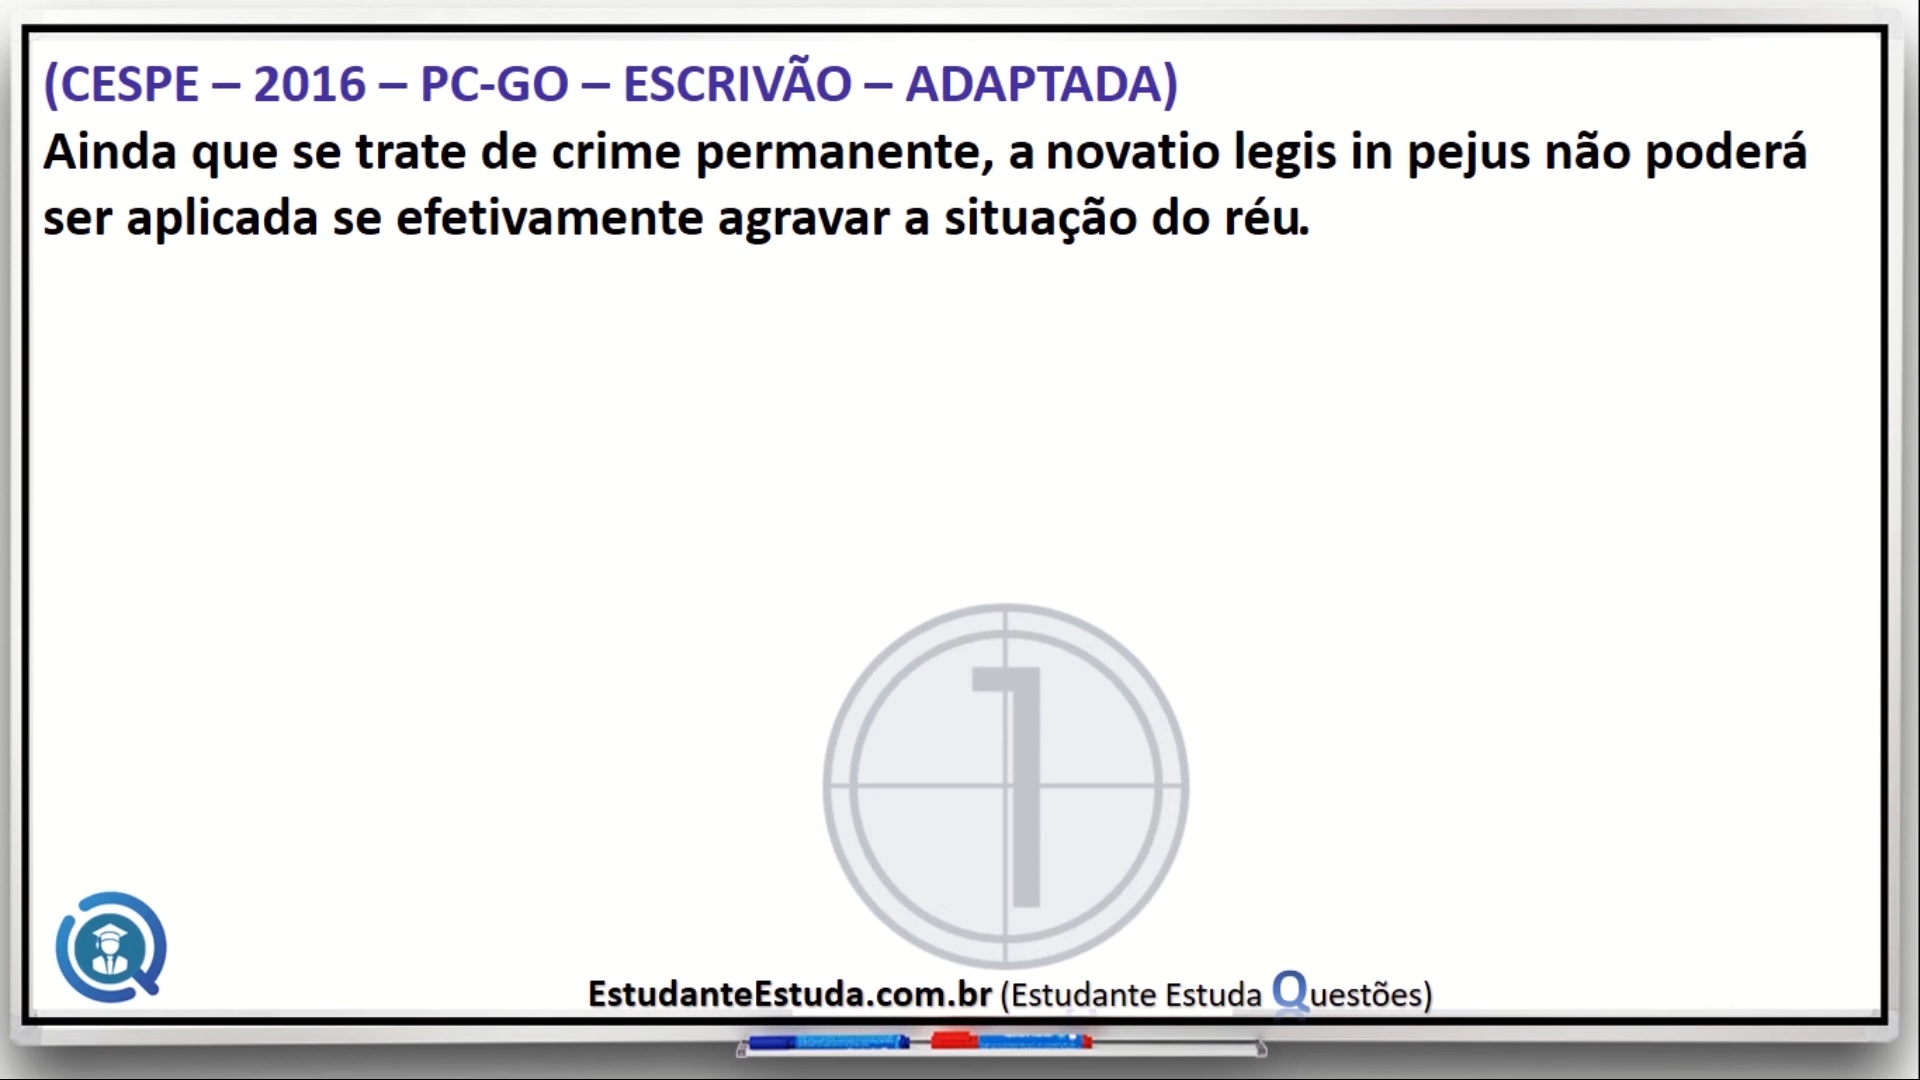 (CESPE – 2016 – PC-GO – ESCRIVÃO – ADAPTADA)
Ainda que se trate de crime permanente, a novatio legis in pejus não poderá
ser aplicada se efetivamente agravar a situação do réu.
1
EstudanteEstuda.com.br (Estudante Estuda Questões)